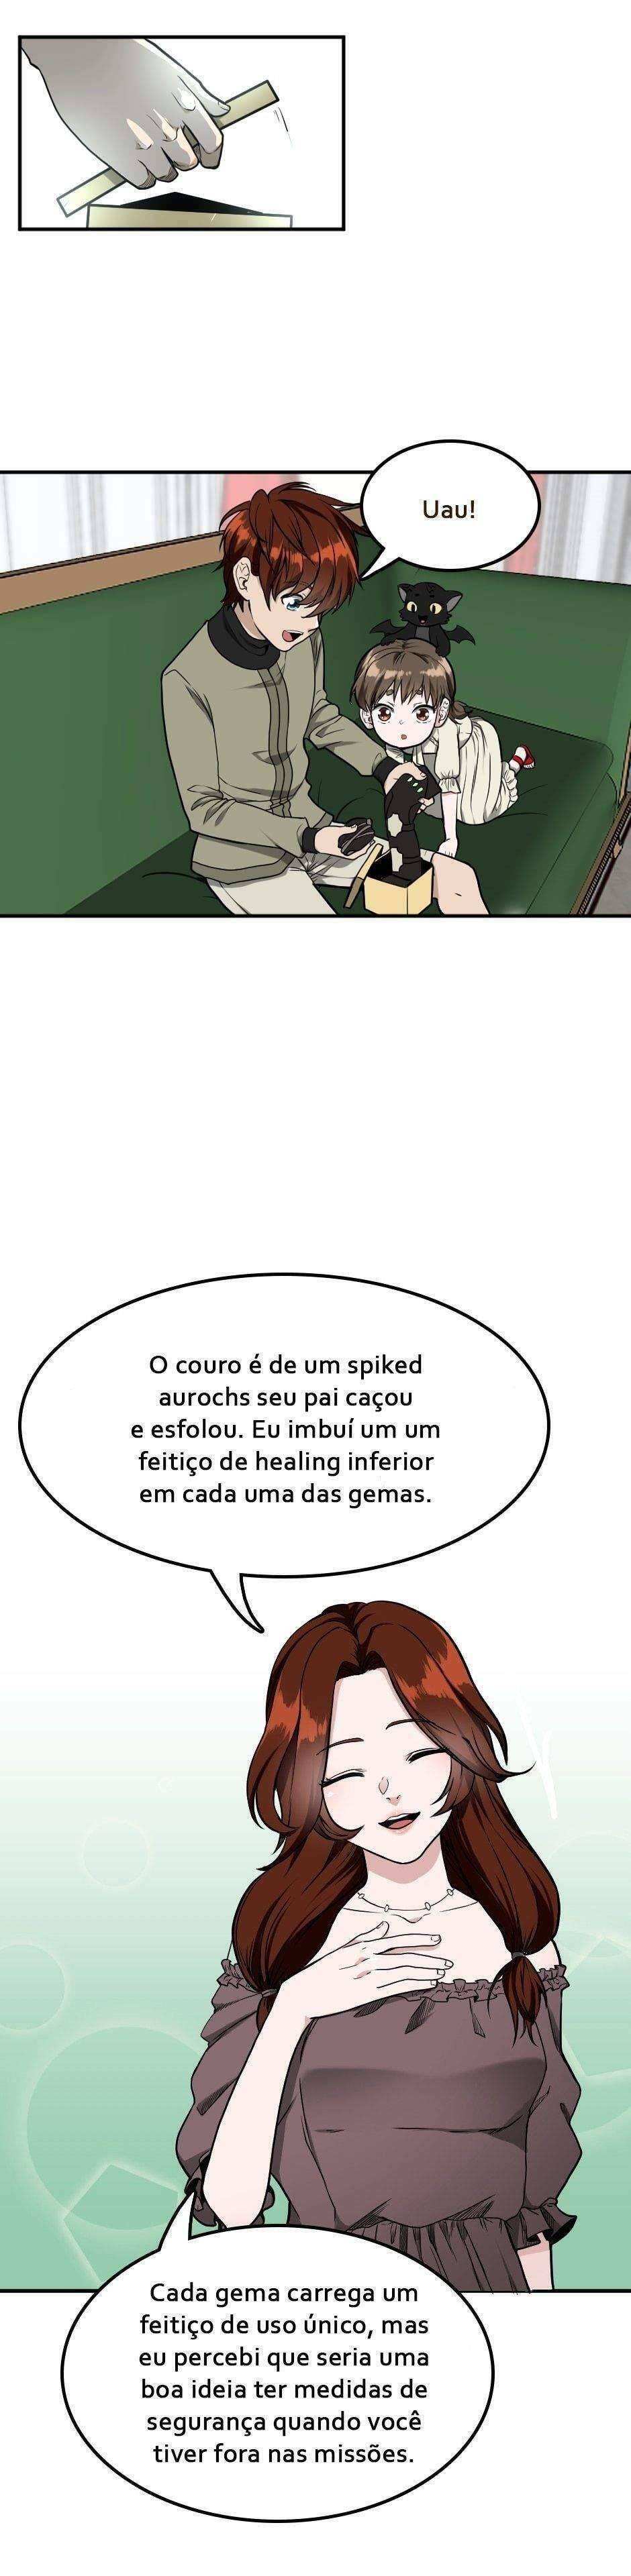 Uau!
O couro é de um spiked
aurochs seu pai caçou
e esfolou. Eu imbuí um um
feitiço de healing inferior
em cada uma das gemas.
Cada gema carrega um
feitiço de uso único, mas
eu percebi que seria uma
boa ideia ter medidas de
segurança quando você
tiver fora nas missões.